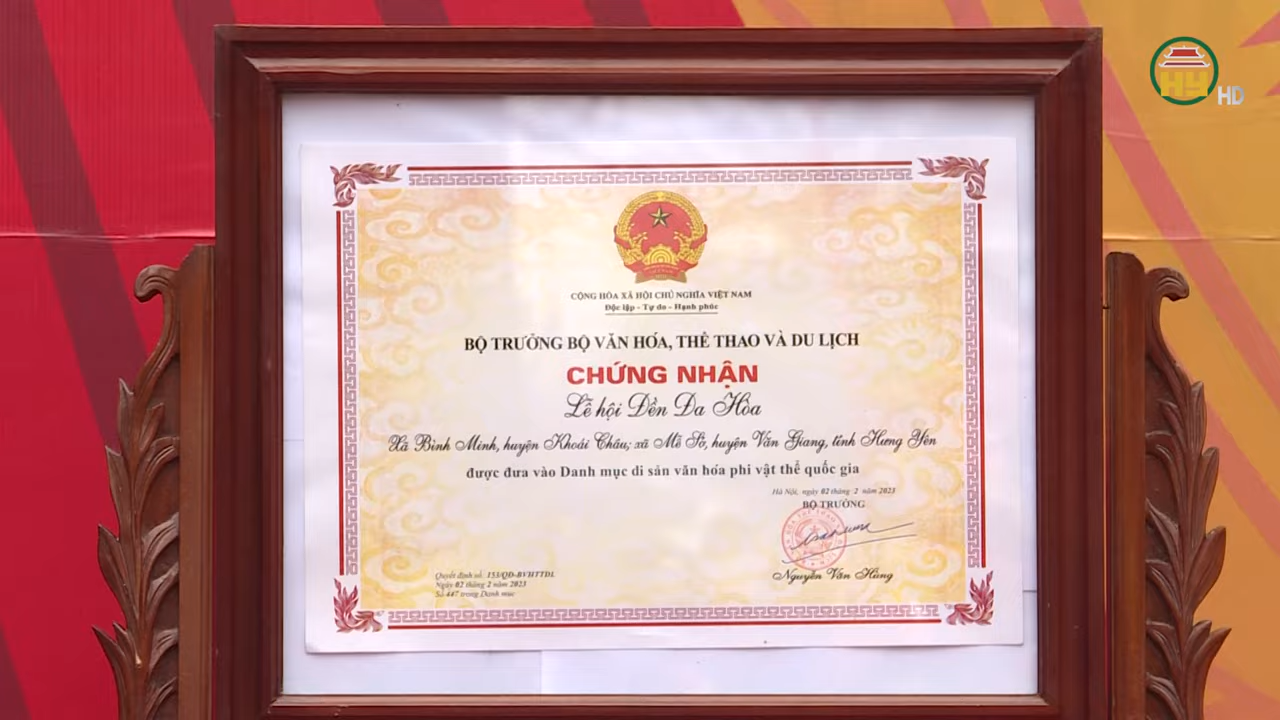 HY HD
CỘNG HÒA XÃ HỘI CHỦ NGHĨA VIỆT NAM
Độc lập - Tự do - Hạnh phúc
BỘ TRƯỞNG BỘ VĂN HÓA, THỂ THAO VÀ DU LỊCH
CHỨNG NHẬN
Lễ hội Đền Đa Hòa
Xã Bình Minh, huyện Khoái Châu; xã Mễ Sở, huyện Văn Giang, tỉnh Hưng Yên
được đưa vào Danh mục di sản văn hóa phi vật thể quốc gia
Hà Nội, ngày 02 tháng 2 năm 2023
BỘ TRƯỞNG
Nguyễn Văn Hùng
Quyết định số: 153/QĐ-BVHTTDL
Ngày 02 tháng 2 năm 2023
Số 447 trong Danh mục